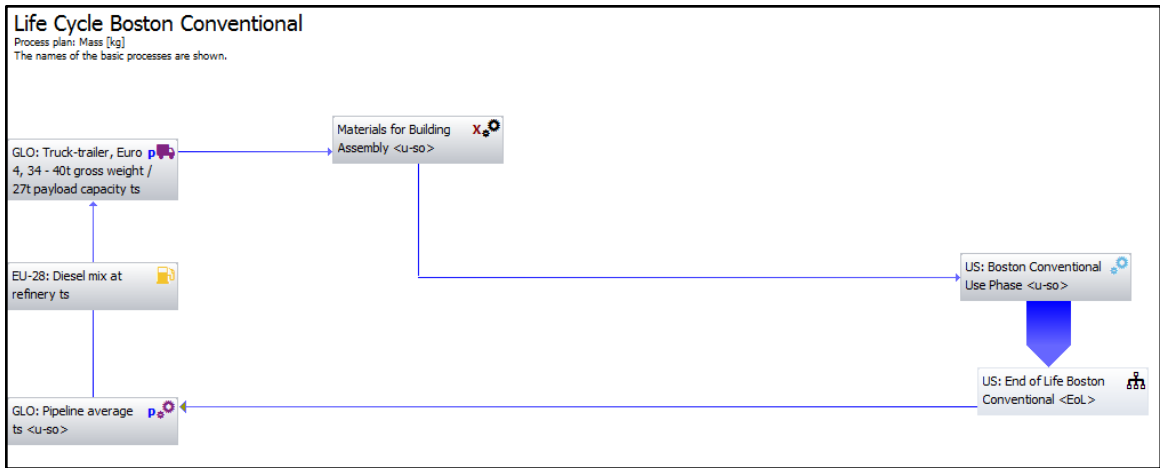 Life Cycle Boston Conventional
Process plan: Mass [kg]
The names of the basic processes are shown.
Materials for Building X
Assembly <u-so>
GLO: Truck-trailer, Euro p
4, 34 - 40t gross weight /
27t payload capacity ts
EU-28: Diesel mix at
refinery ts
US: Boston Conventional
Use Phase <u-so>
US: End of Life Boston
Conventional <EoL>
GLO: Pipeline average p
ts <u-so>